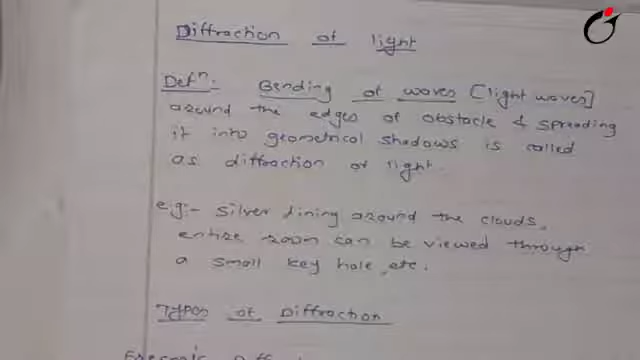 Diffraction of light
Defn:- Bending of waves [light waves]
around the edges of obstacle & spreading
it into geometrical shadows is called
as diffraction of light.
e.g:- Silver lining around the clouds,
entire room can be viewed through
a small key hole, etc.
Types of Diffraction